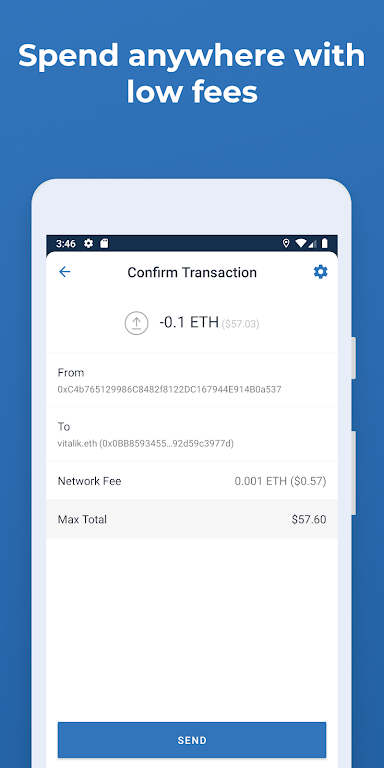 Spend anywhere with
low fees
3:46
Confirm Transaction
-0.1 ETH ($57.03)
From
0xC4b765129986C8482f8122DC167944E914B0a537
To
vitalik.eth (0x0BB8593455...92d59c3977d)
Network Fee 0.001 ETH ($0.57)
Max Total $57.60
SEND